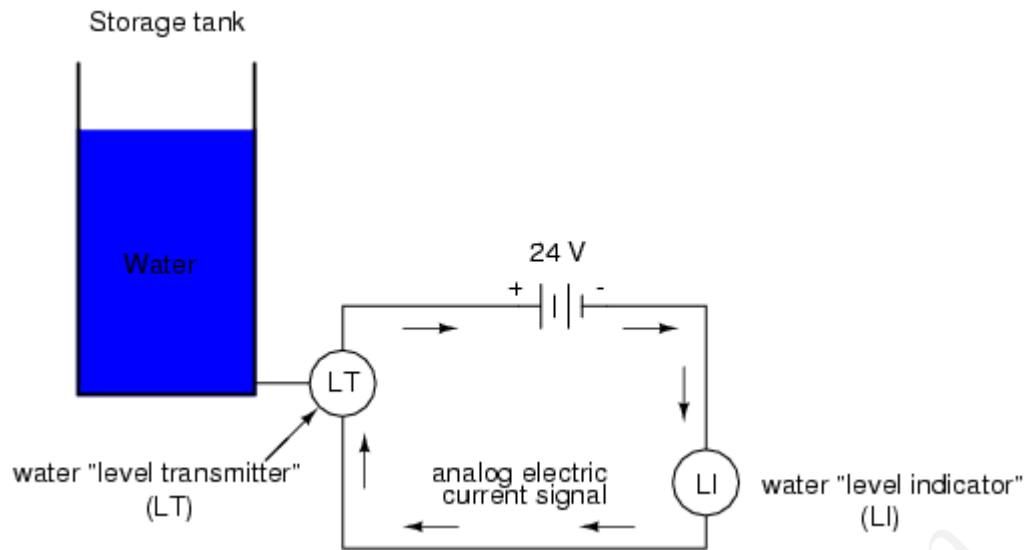 Storage tank
Water
24 V
+ -
LT
water "level transmitter"
(LT)
analog electric
current signal
LI
water "level indicator"
(LI)